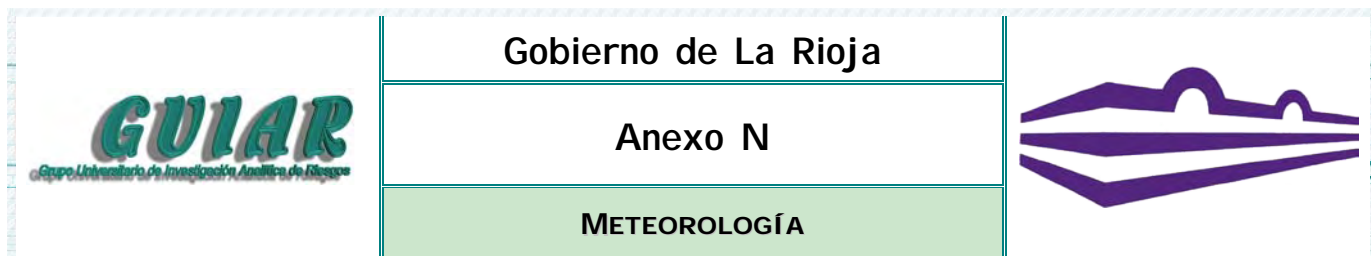 GUIAR
Grupo Universitario de Investigación Analítica de Riesgos
Gobierno de La Rioja
Anexo N
METEOROLOGÍA